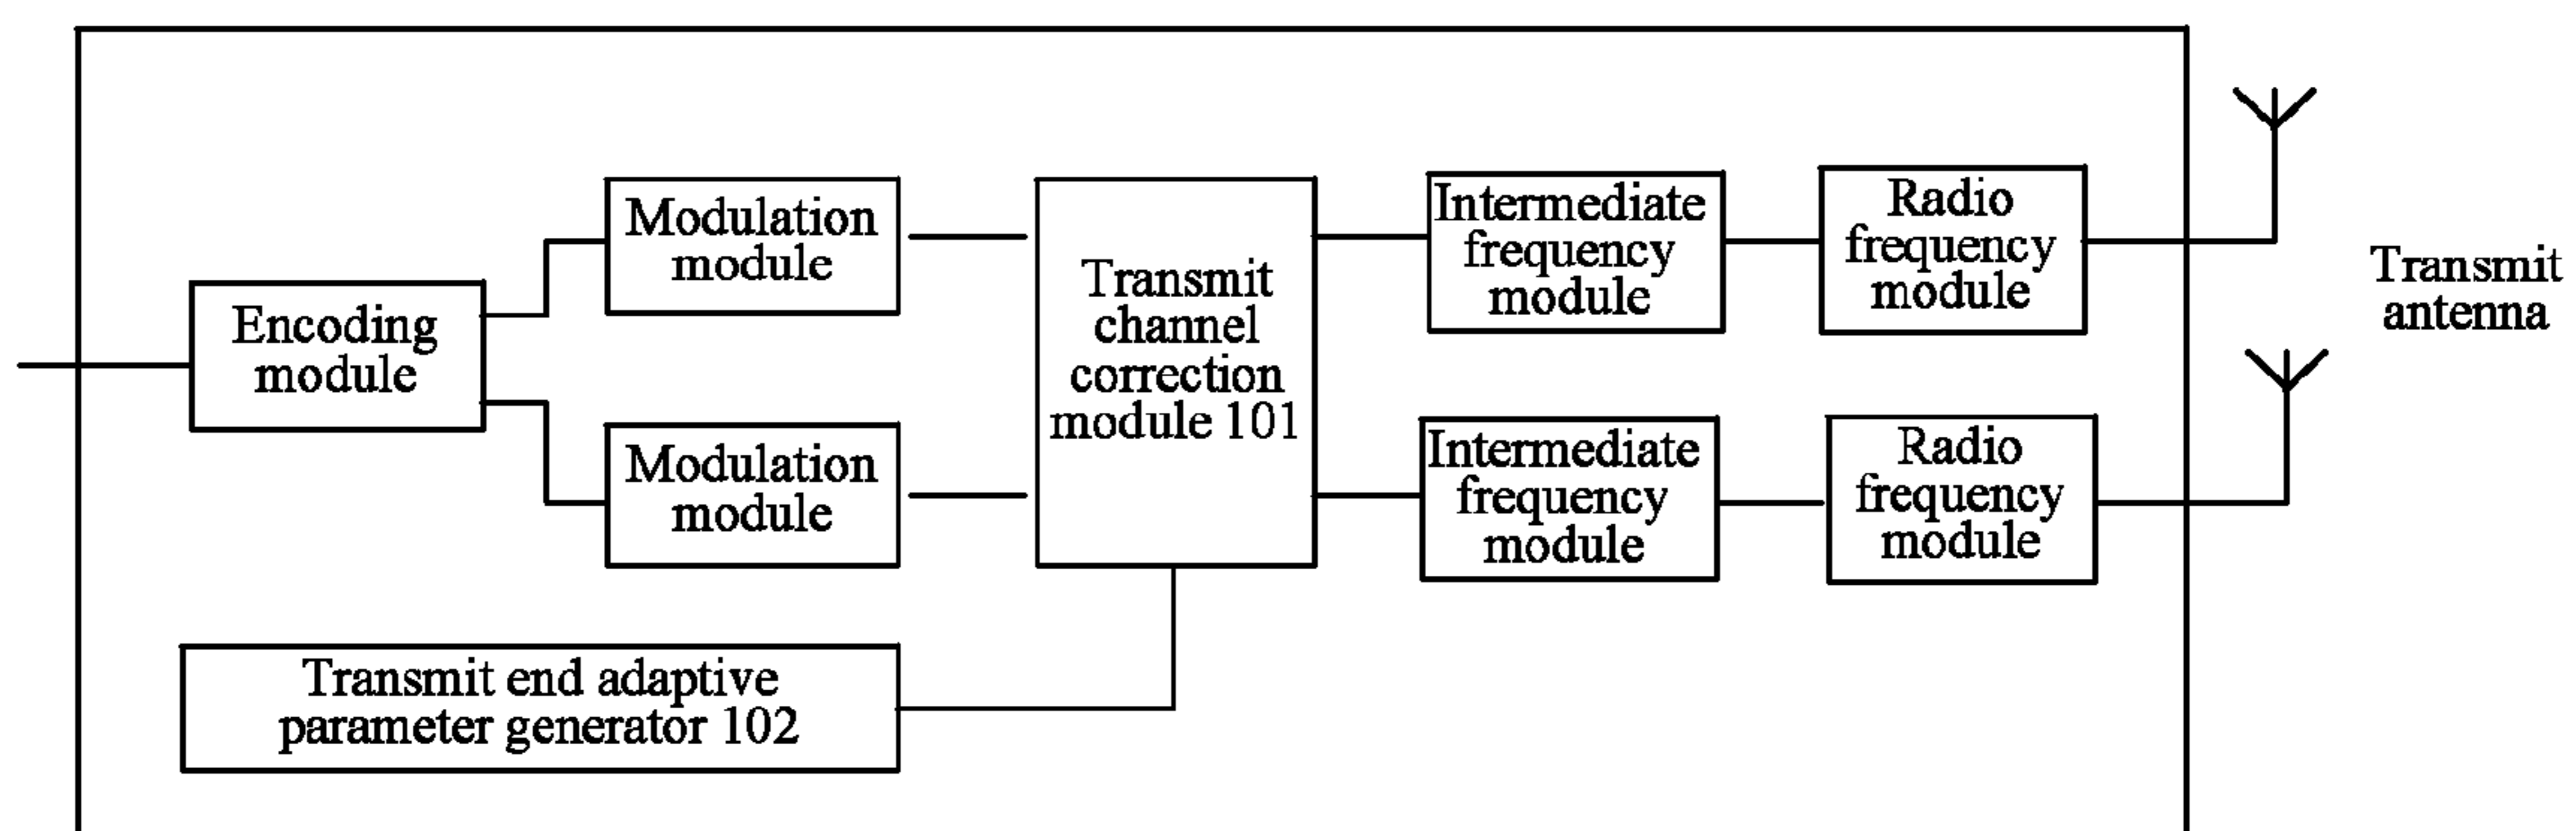 Encoding
module
Modulation
module
Modulation
module
Transmit
channel
correction
module 101
Intermediate
frequency
module
Radio
frequency
module
Intermediate
frequency
module
Radio
frequency
module
Transmit
antenna
Transmit end adaptive
parameter generator 102